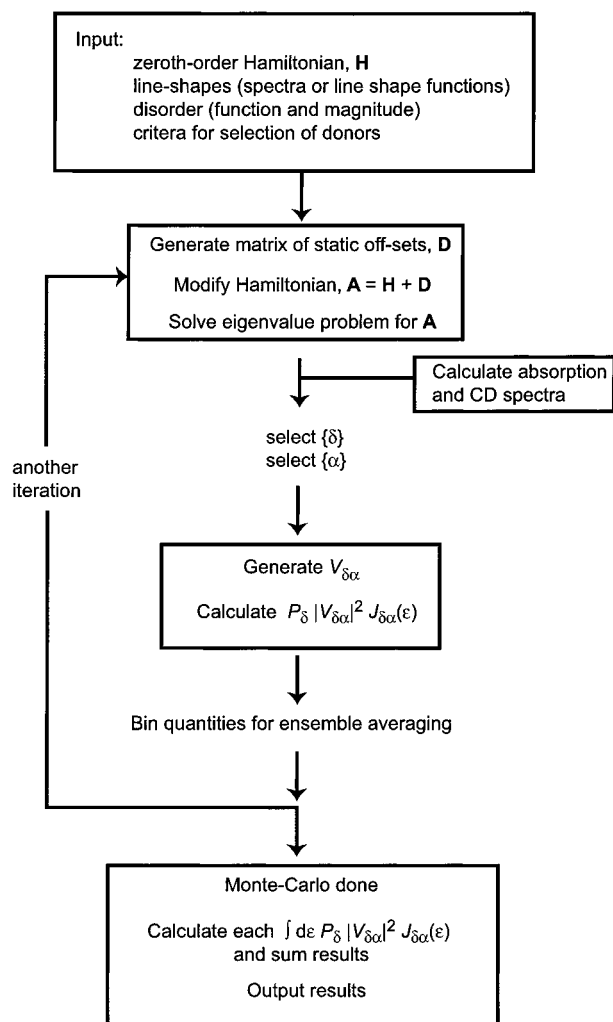 Input:
zeroth-order Hamiltonian, H
line-shapes (spectra or line shape functions)
disorder (function and magnitude)
critera for selection of donors
Generate matrix of static off-sets, D
Modify Hamiltonian, A = H + D
Solve eigenvalue problem for A
Calculate absorption
and CD spectra
select {δ}
select {α}
another
iteration
Generate V_δα
Calculate P_δ |V_δα|² J_δα(ε)
Bin quantities for ensemble averaging
Monte-Carlo done
Calculate each ∫ dε P_δ |V_δα|² J_δα(ε)
and sum results
Output results